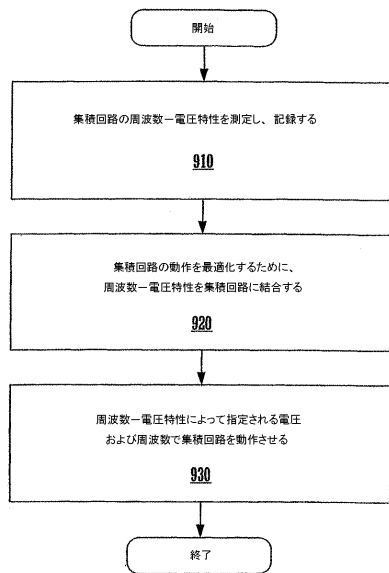 開始
集積回路の周波数ー電圧特性を測定し、記録する
910
集積回路の動作を最適化するために、
周波数ー電圧特性を集積回路に結合する
920
周波数ー電圧特性によって指定される電圧
および周波数で集積回路を動作させる
930
終了